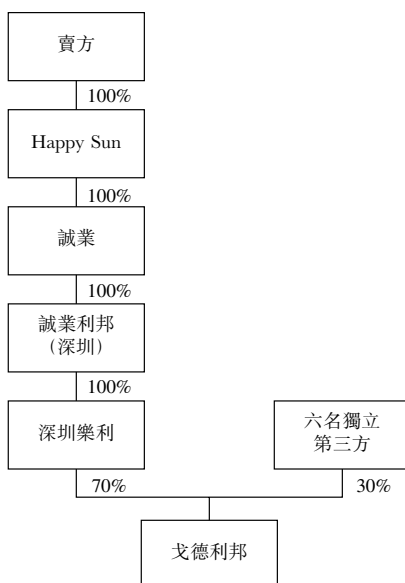 賣方
100%
Happy Sun
100%
誠業
100%
誠業利邦
（深圳）
100%
深圳樂利
六名獨立
第三方
70%
30%
戈德利邦